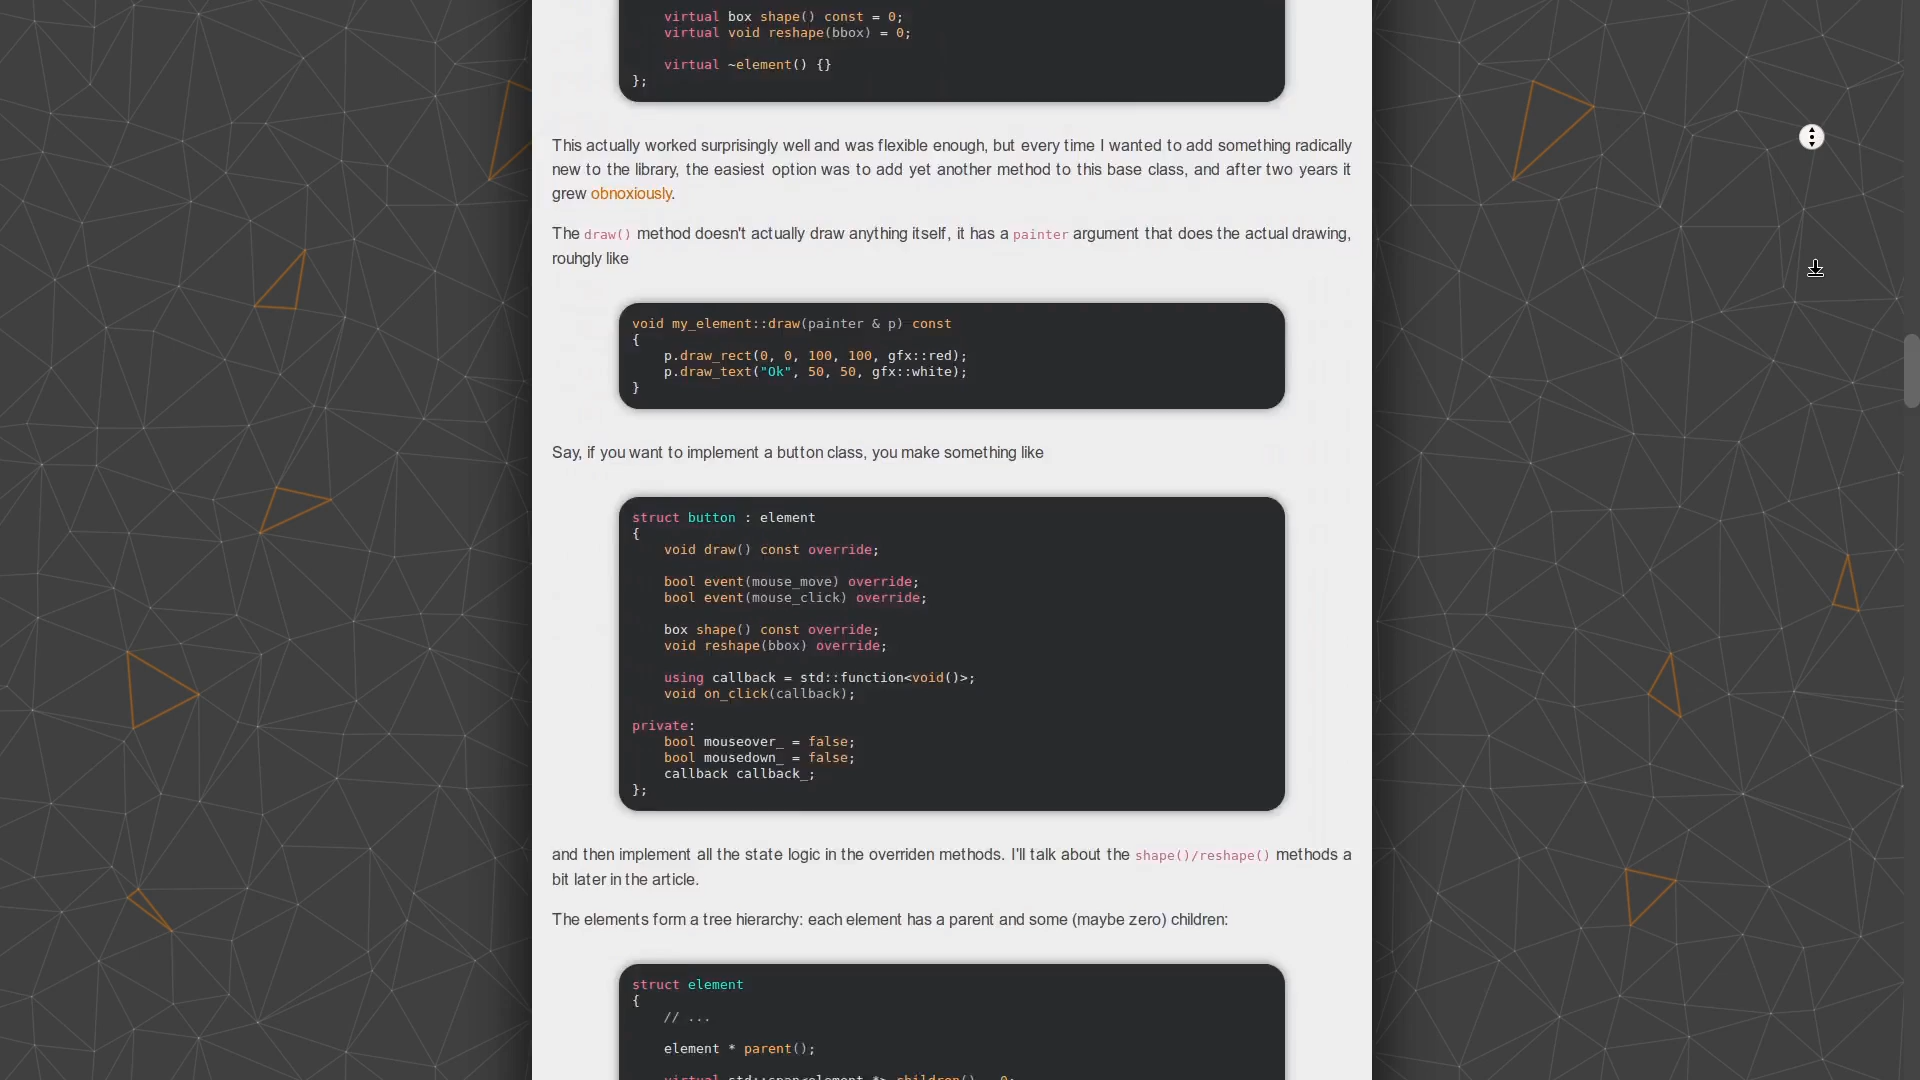 virtual box shape() const = 0;
virtual void reshape(bbox) = 0;
virtual ~element() {}
};
This actually worked surprisingly well and was flexible enough, but every time I wanted to add something radically
new to the library, the easiest option was to add yet another method to this base class, and after two years it
grew obnoxiously.
The draw() method doesn't actually draw anything itself, it has a painter argument that does the actual drawing,
rouhgly like
void my_element::draw(painter & p) const
{
p.draw_rect(0, 0, 100, 100, gfx::red);
p.draw_text("Ok", 50, 50, gfx::white);
}
Say, if you want to implement a button class, you make something like
struct button : element
{
void draw() const override;
bool event(mouse_move) override;
bool event(mouse_click) override;
box shape() const override;
void reshape(bbox) override;
using callback = std::function<void()>;
void on_click(callback);
private:
bool mouseover_ = false;
bool mousedown_ = false;
callback callback_;
};
and then implement all the state logic in the overriden methods. I'll talk about the shape()/reshape() methods a
bit later in the article.
The elements form a tree hierarchy: each element has a parent and some (maybe zero) children:
struct element
{
// ...
element * parent();
virtual std::span<element *> children() = 0;